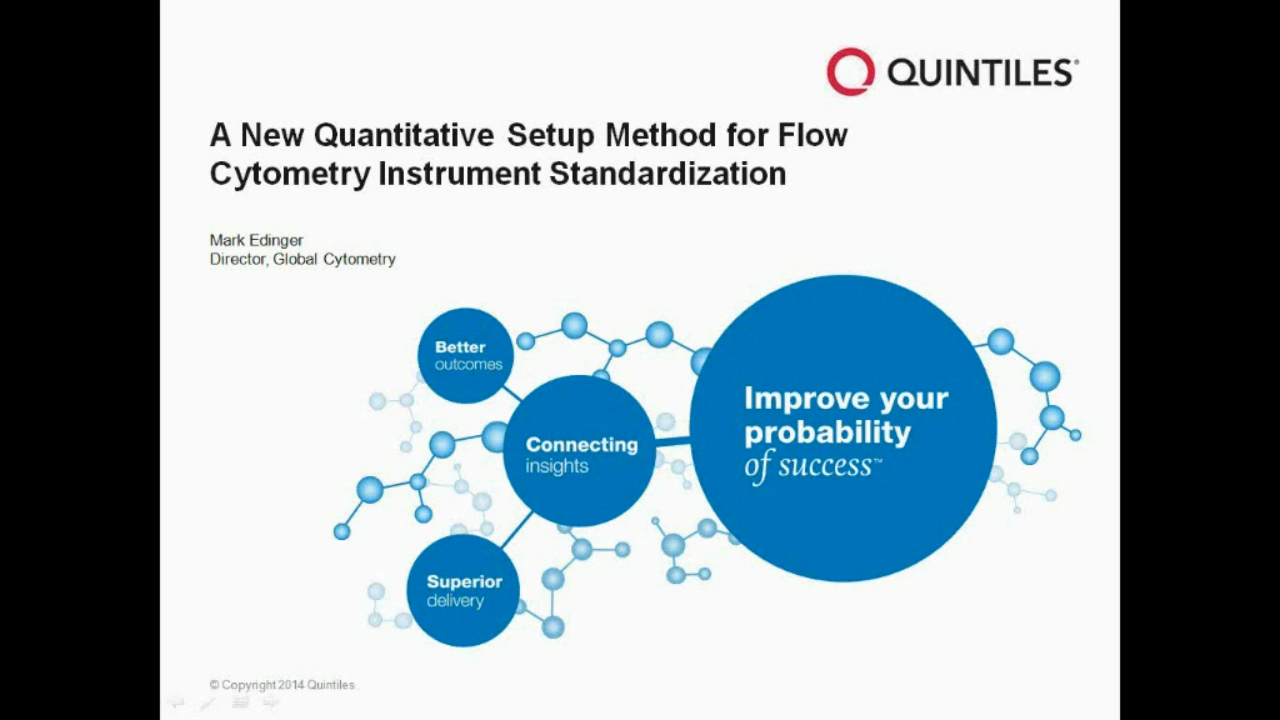 QUINTILES®
A New Quantitative Setup Method for Flow
Cytometry Instrument Standardization
Mark Edinger
Director, Global Cytometry
Better
outcomes
Connecting
insights
Improve your
probability
of success™
Superior
delivery
© Copyright 2014 Quintiles